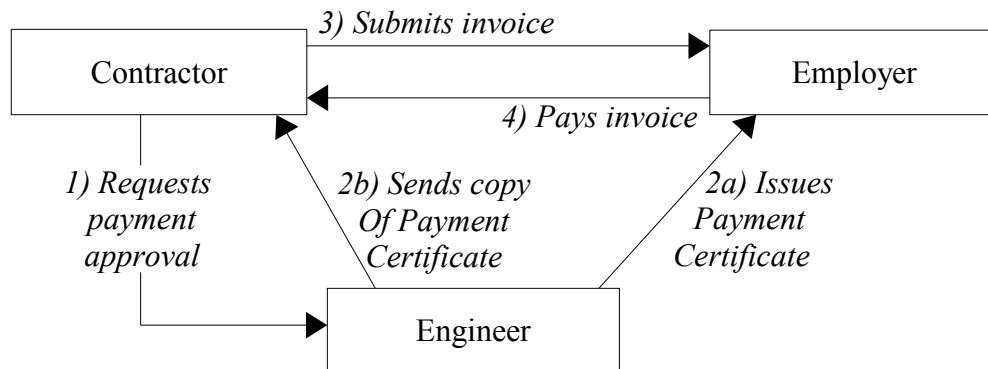 3) Submits invoice
Contractor
Employer
4) Pays invoice
1) Requests
payment
approval
2b) Sends copy
Of Payment
Certificate
2a) Issues
Payment
Certificate
Engineer